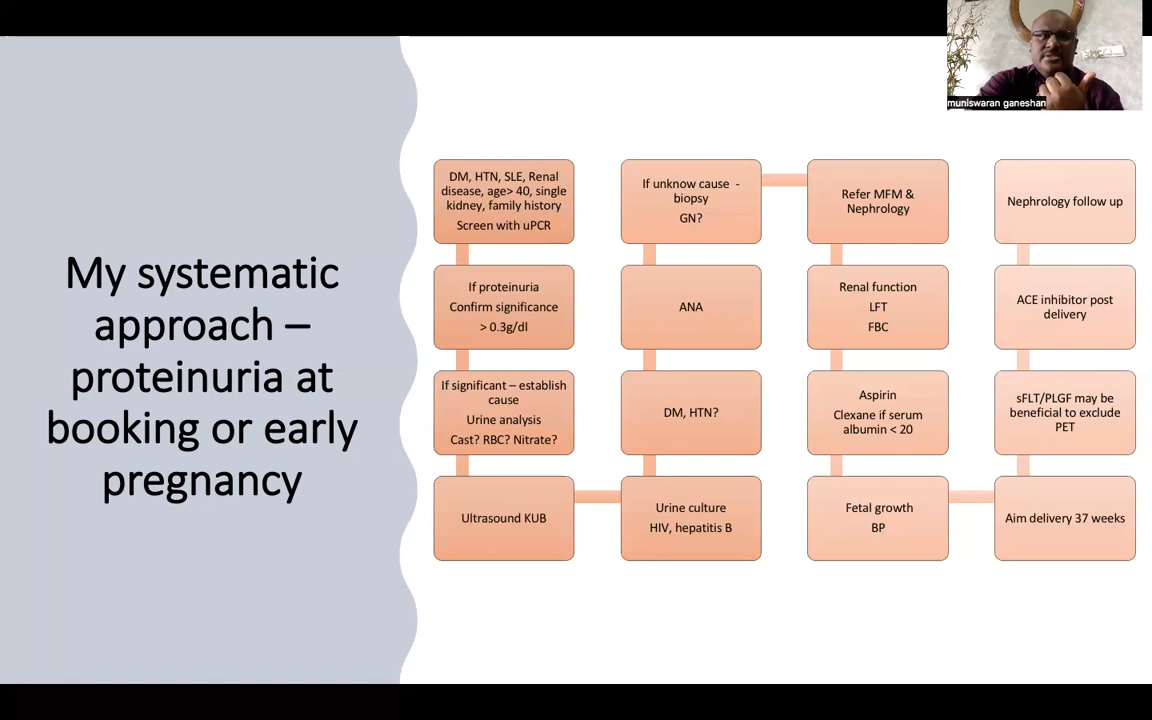 My systematic
approach –
proteinuria at
booking or early
pregnancy
DM, HTN, SLE, Renal
disease, age> 40, single
kidney, family history
Screen with uPCR
If proteinuria
Confirm significance
> 0.3g/dl
If significant – establish
cause
Urine analysis
Cast? RBC? Nitrate?
Ultrasound KUB
Urine culture
HIV, hepatitis B
DM, HTN?
ANA
If unknow cause -
biopsy
GN?
Refer MFM &
Nephrology
Renal function
LFT
FBC
Aspirin
Clexane if serum
albumin < 20
Fetal growth
BP
Aim delivery 37 weeks
sFLT/PLGF may be
beneficial to exclude
PET
ACE inhibitor post
delivery
Nephrology follow up
muniswaran ganeshan